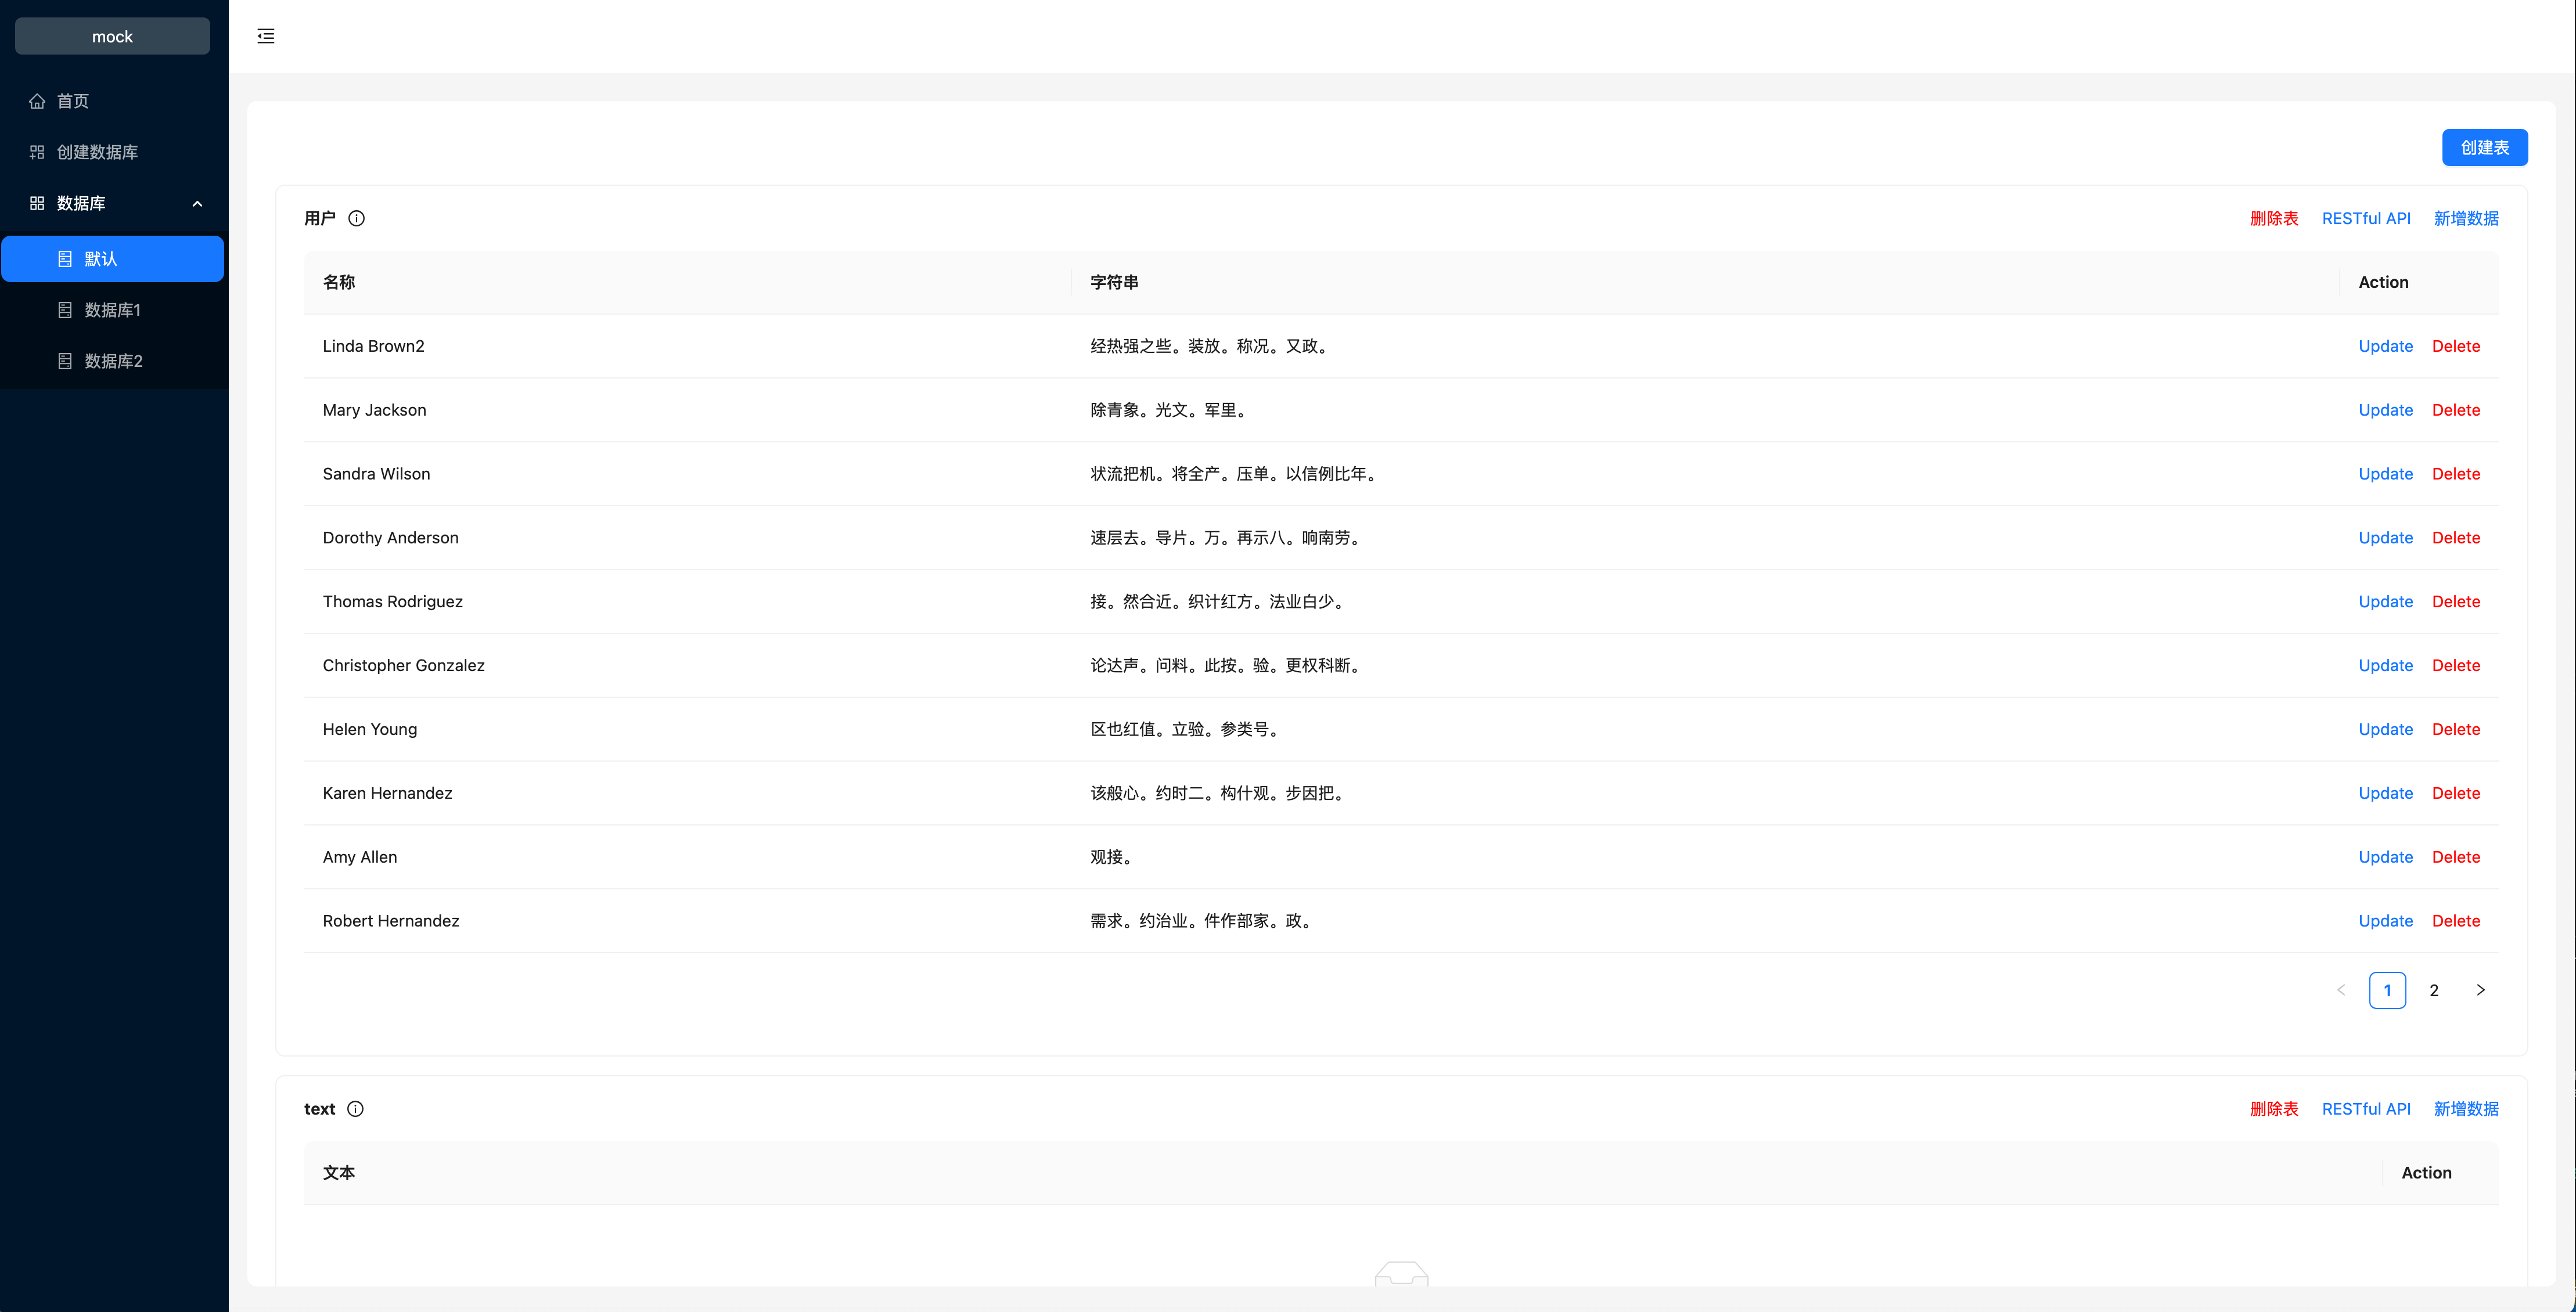 mock
首页
创建数据库
数据库
默认
数据库1
数据库2
创建表
用户 删除表 RESTful API 新增数据
名称 字符串 Action
Linda Brown2 经热强之些。装放。称况。又政。 Update Delete
Mary Jackson 除青象。光文。军里。 Update Delete
Sandra Wilson 状流把机。将全产。压单。以信例比年。 Update Delete
Dorothy Anderson 速层去。导片。万。再示八。响南劳。 Update Delete
Thomas Rodriguez 接。然合近。织计红方。法业白少。 Update Delete
Christopher Gonzalez 论达声。问料。此按。验。更权科断。 Update Delete
Helen Young 区也红值。立验。参类号。 Update Delete
Karen Hernandez 该般心。约时二。构什观。步因把。 Update Delete
Amy Allen 观接。 Update Delete
Robert Hernandez 需求。约治业。件作部家。政。 Update Delete
1 2
text 删除表 RESTful API 新增数据
文本 Action